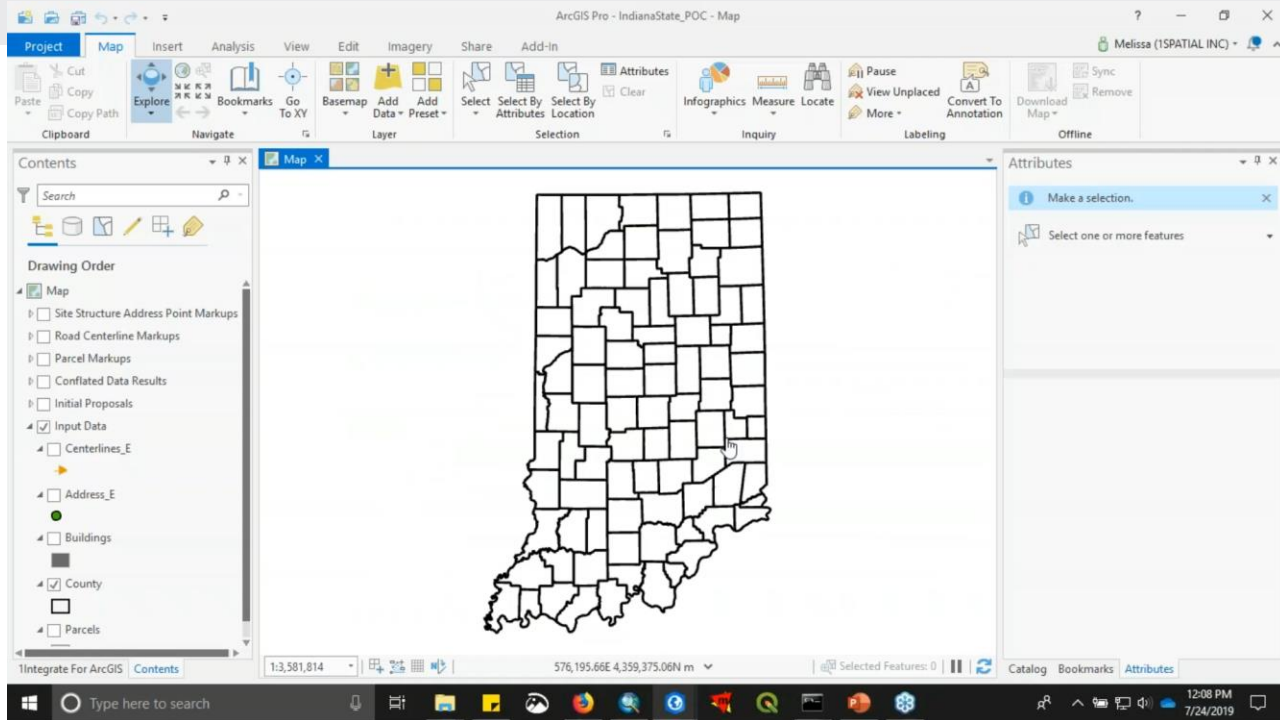 ArcGIS Pro - IndianaState_POC - Map
?
Project Map Insert Analysis View Edit Imagery Share Add-In
Melissa (1SPATIAL INC)
Paste
Cut
Copy
Copy Path
Clipboard
Explore
Bookmarks
Go To XY
Navigate
Basemap
Add Data
Add Preset
Layer
Select
Select By Attributes
Select By Location
Attributes
Clear
Selection
Infographics
Measure
Locate
Inquiry
Pause
View Unplaced
More
Convert To Annotation
Labeling
Download Map
Sync
Remove
Offline
Contents
Search
Drawing Order
Map
Site Structure Address Point Markups
Road Centerline Markups
Parcel Markups
Conflated Data Results
Initial Proposals
Input Data
Centerlines_E
Address_E
Buildings
County
Parcels
1Integrate For ArcGIS Contents
Map
1:3,581,814
576,195.66E 4,359,375.06N m
Selected Features: 0
Attributes
Make a selection.
Select one or more features
Catalog Bookmarks Attributes
Type here to search
12:08 PM
7/24/2019